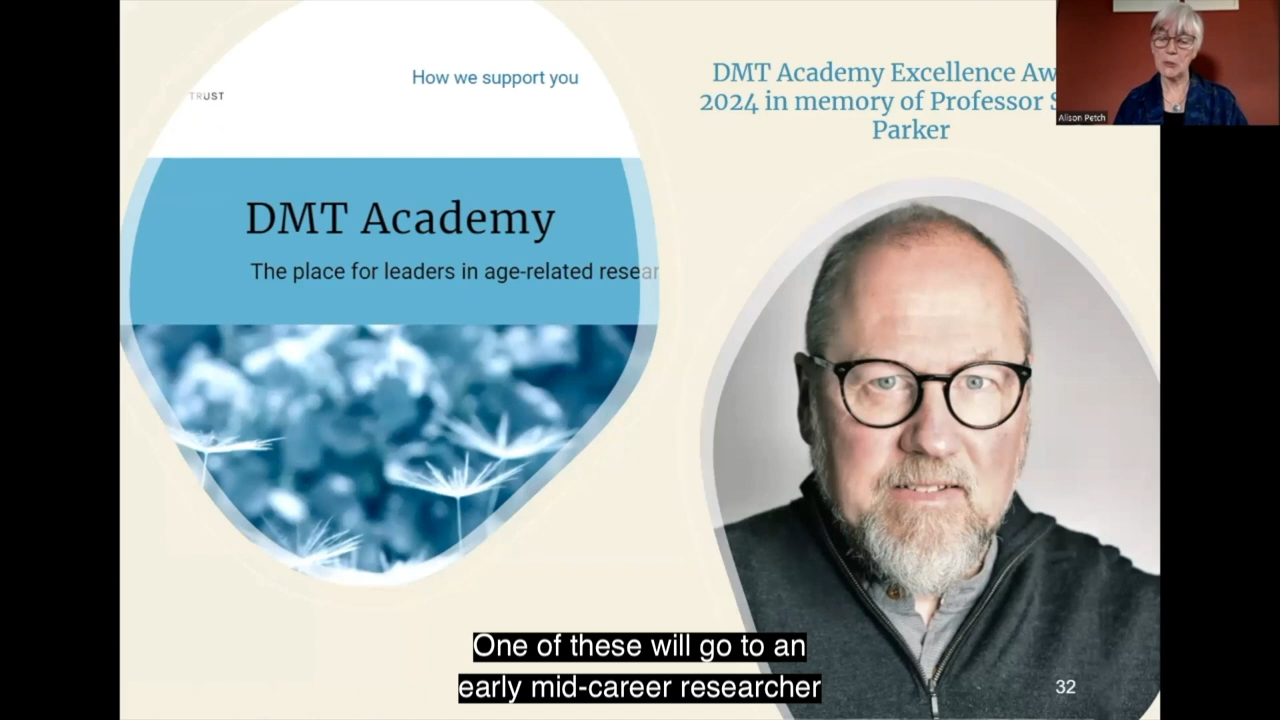 How we support you
TRUST
DMT Academy
The place for leaders in age-related resear
DMT Academy Excellence Aw
2024 in memory of Professor S
Parker
Alison Petch
One of these will go to an
early mid-career researcher
32